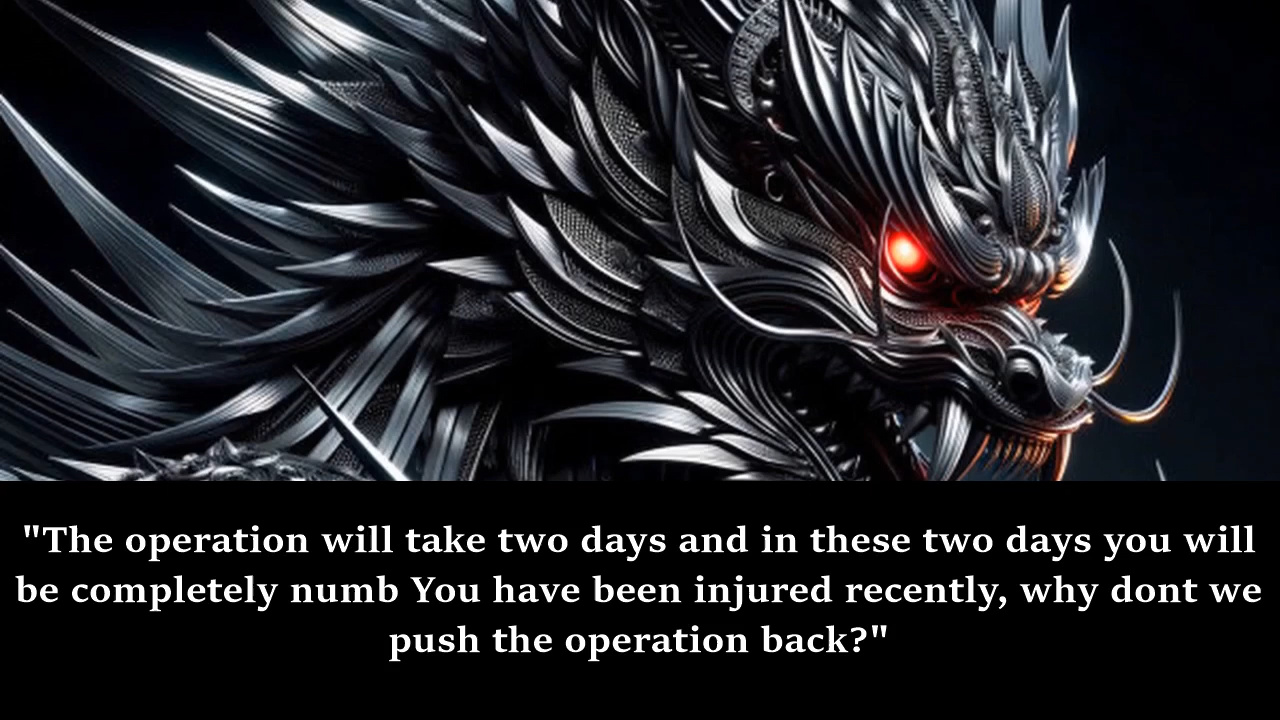 "The operation will take two days and in these two days you will
be completely numb You have been injured recently, why dont we
push the operation back?"